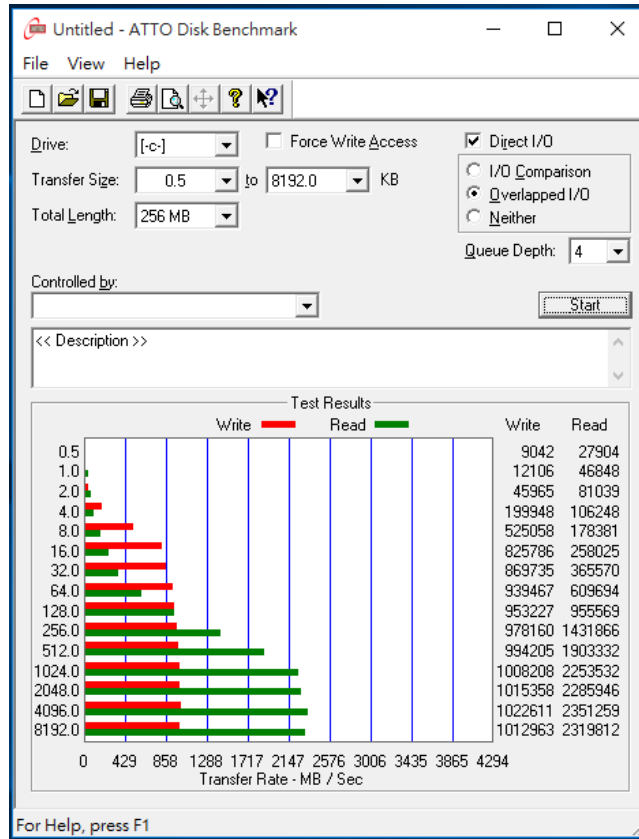 Untitled - ATTO Disk Benchmark
File View Help
Drive: [-c-] Force Write Access Direct I/O
I/O Comparison
Transfer Size: 0.5 to 8192.0 KB
Overlapped I/O
Total Length: 256 MB
Neither
Queue Depth: 4
Controlled by:
Start
<< Description >>
Test Results
Write Read Write Read
0.5 9042 27904
1.0 12106 46848
2.0 45965 81039
4.0 199948 106248
8.0 525058 178381
16.0 825786 258025
32.0 869735 365570
64.0 939467 609694
128.0 953227 955569
256.0 978160 1431866
512.0 994205 1903332
1024.0 1008208 2253532
2048.0 1015358 2285946
4096.0 1022611 2351259
8192.0 1012963 2319812
0 429 858 1288 1717 2147 2576 3006 3435 3865 4294
Transfer Rate - MB / Sec
For Help, press F1